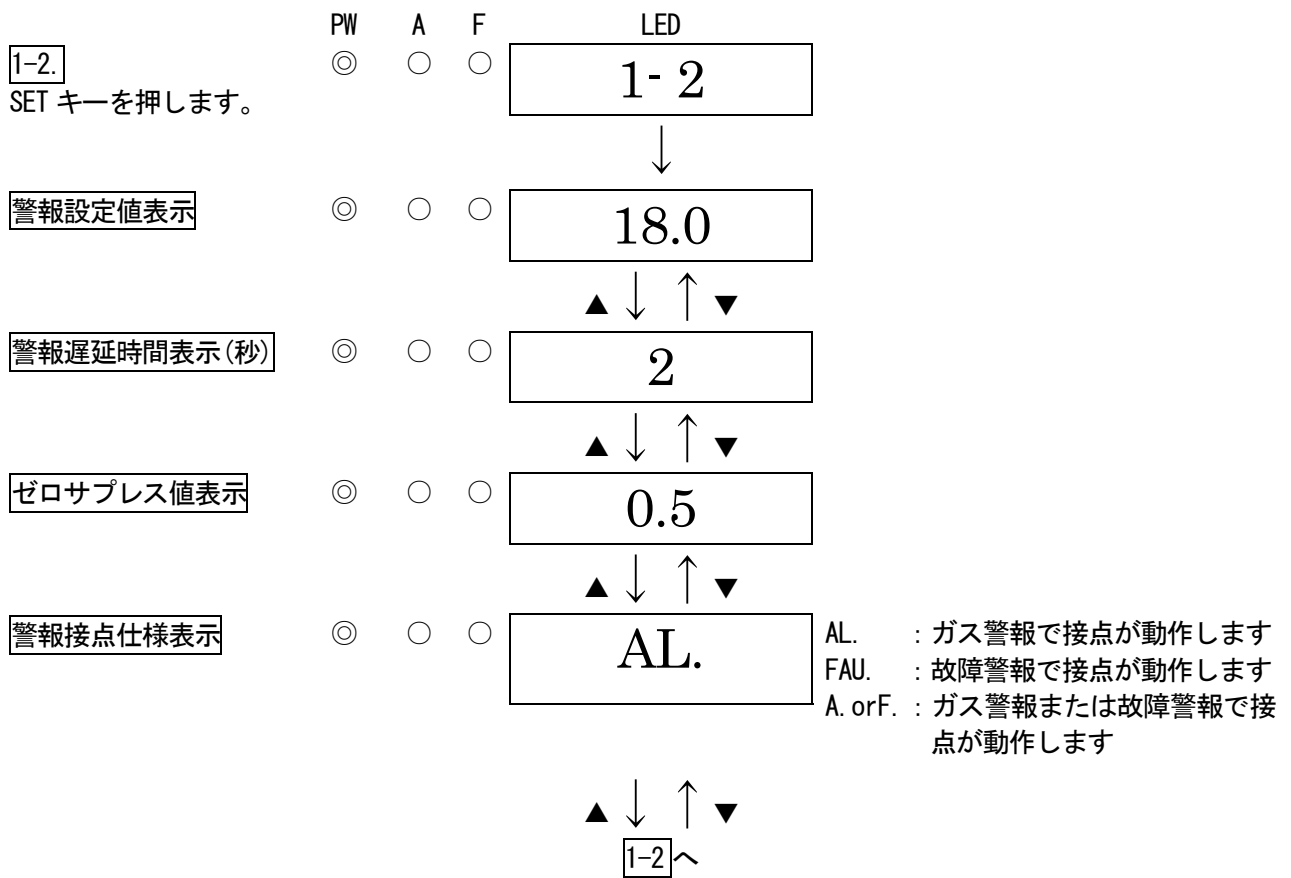 PW A F LED
1-2. ◎ ○ ○ 1- 2
SET キーを押します。
↓
警報設定値表示 ◎ ○ ○ 18.0
▲ ↓ ↑ ▼
警報遅延時間表示(秒) ◎ ○ ○ 2
▲ ↓ ↑ ▼
ゼロサプレス値表示 ◎ ○ ○ 0.5
▲ ↓ ↑ ▼
警報接点仕様表示 ◎ ○ ○ AL. AL. :ガス警報で接点が動作します
FAU. :故障警報で接点が動作します
A.orF. :ガス警報または故障警報で接
点が動作します
▲ ↓ ↑ ▼
1-2 へ